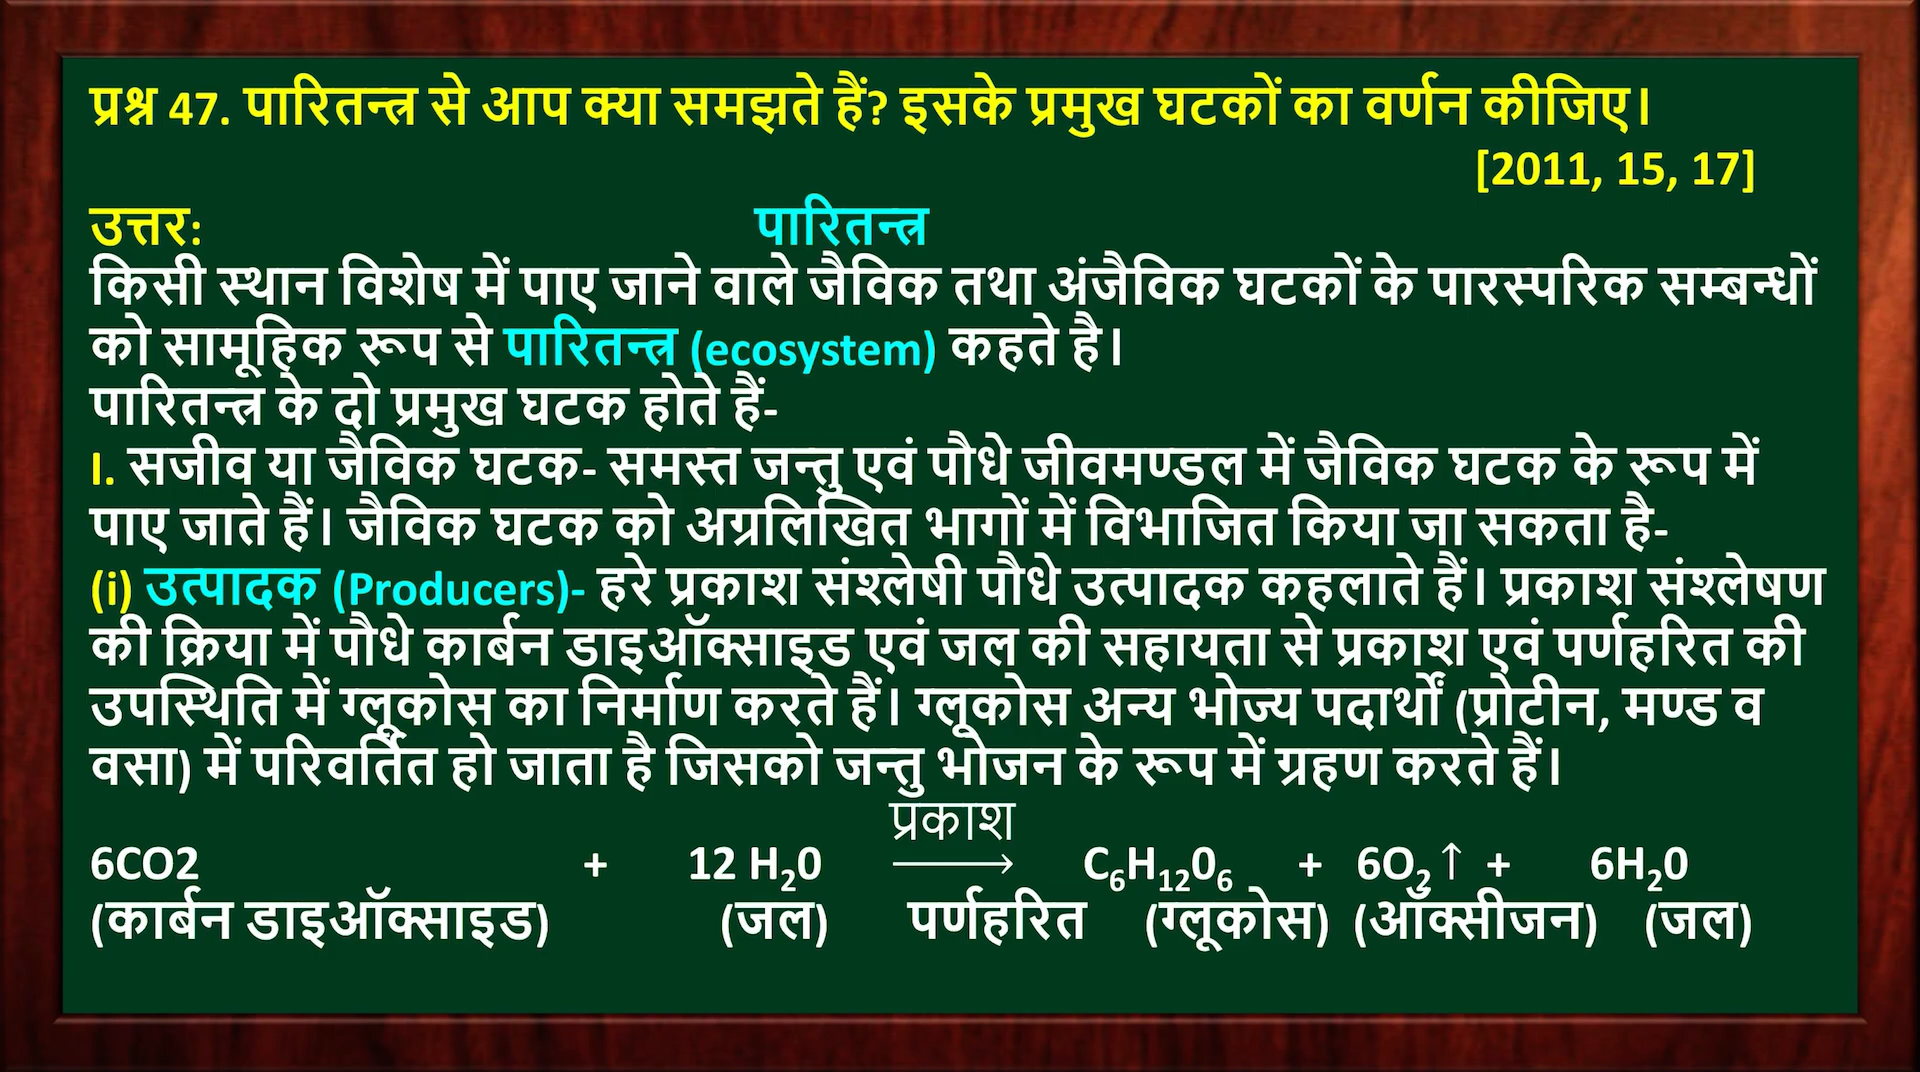 प्रश्न 47. पारितन्त्र से आप क्या समझते हैं? इसके प्रमुख घटकों का वर्णन कीजिए।
[2011, 15, 17]
उत्तर: पारितन्त्र
किसी स्थान विशेष में पाए जाने वाले जैविक तथा अंजैविक घटकों के पारस्परिक सम्बन्धों
को सामूहिक रूप से पारितन्त्र (ecosystem) कहते है।
पारितन्त्र के दो प्रमुख घटक होते हैं-
I. सजीव या जैविक घटक- समस्त जन्तु एवं पौधे जीवमण्डल में जैविक घटक के रूप में
पाए जाते हैं। जैविक घटक को अग्रलिखित भागों में विभाजित किया जा सकता है-
(i) उत्पादक (Producers)- हरे प्रकाश संश्लेषी पौधे उत्पादक कहलाते हैं। प्रकाश संश्लेषण
की क्रिया में पौधे कार्बन डाइऑक्साइड एवं जल की सहायता से प्रकाश एवं पर्णहरित की
उपस्थिति में ग्लूकोस का निर्माण करते हैं। ग्लूकोस अन्य भोज्य पदार्थों (प्रोटीन, मण्ड व
वसा) में परिवर्तित हो जाता है जिसको जन्तु भोजन के रूप में ग्रहण करते हैं।
प्रकाश
6CO2 + 12 H₂0 ⟶ C₆H₁₂0₆ + 6O₂↑ + 6H₂0
(कार्बन डाइऑक्साइड) (जल) पर्णहरित (ग्लूकोस) (ऑक्सीजन) (जल)